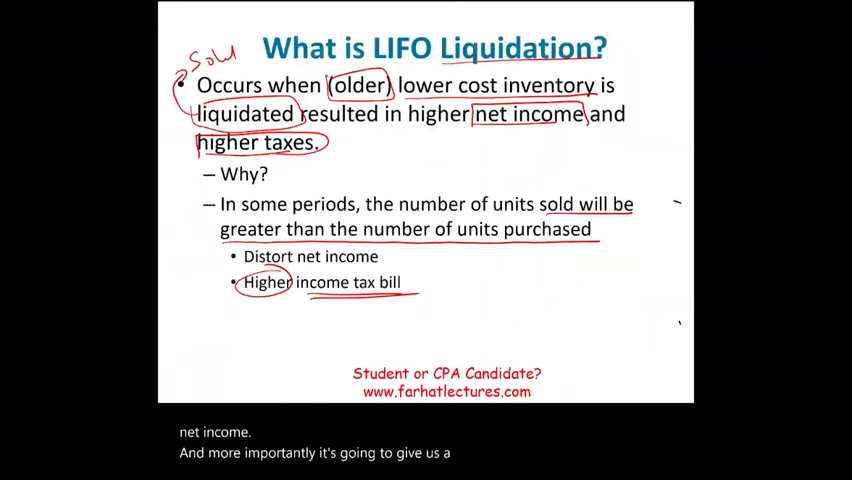 What is LIFO Liquidation?
Sold
• Occurs when (older) lower cost inventory is
liquidated resulted in higher net income and
higher taxes.
– Why?
– In some periods, the number of units sold will be
greater than the number of units purchased
• Distort net income
• Higher income tax bill
Student or CPA Candidate?
www.farhatlectures.com
net income.
And more importantly it's going to give us a